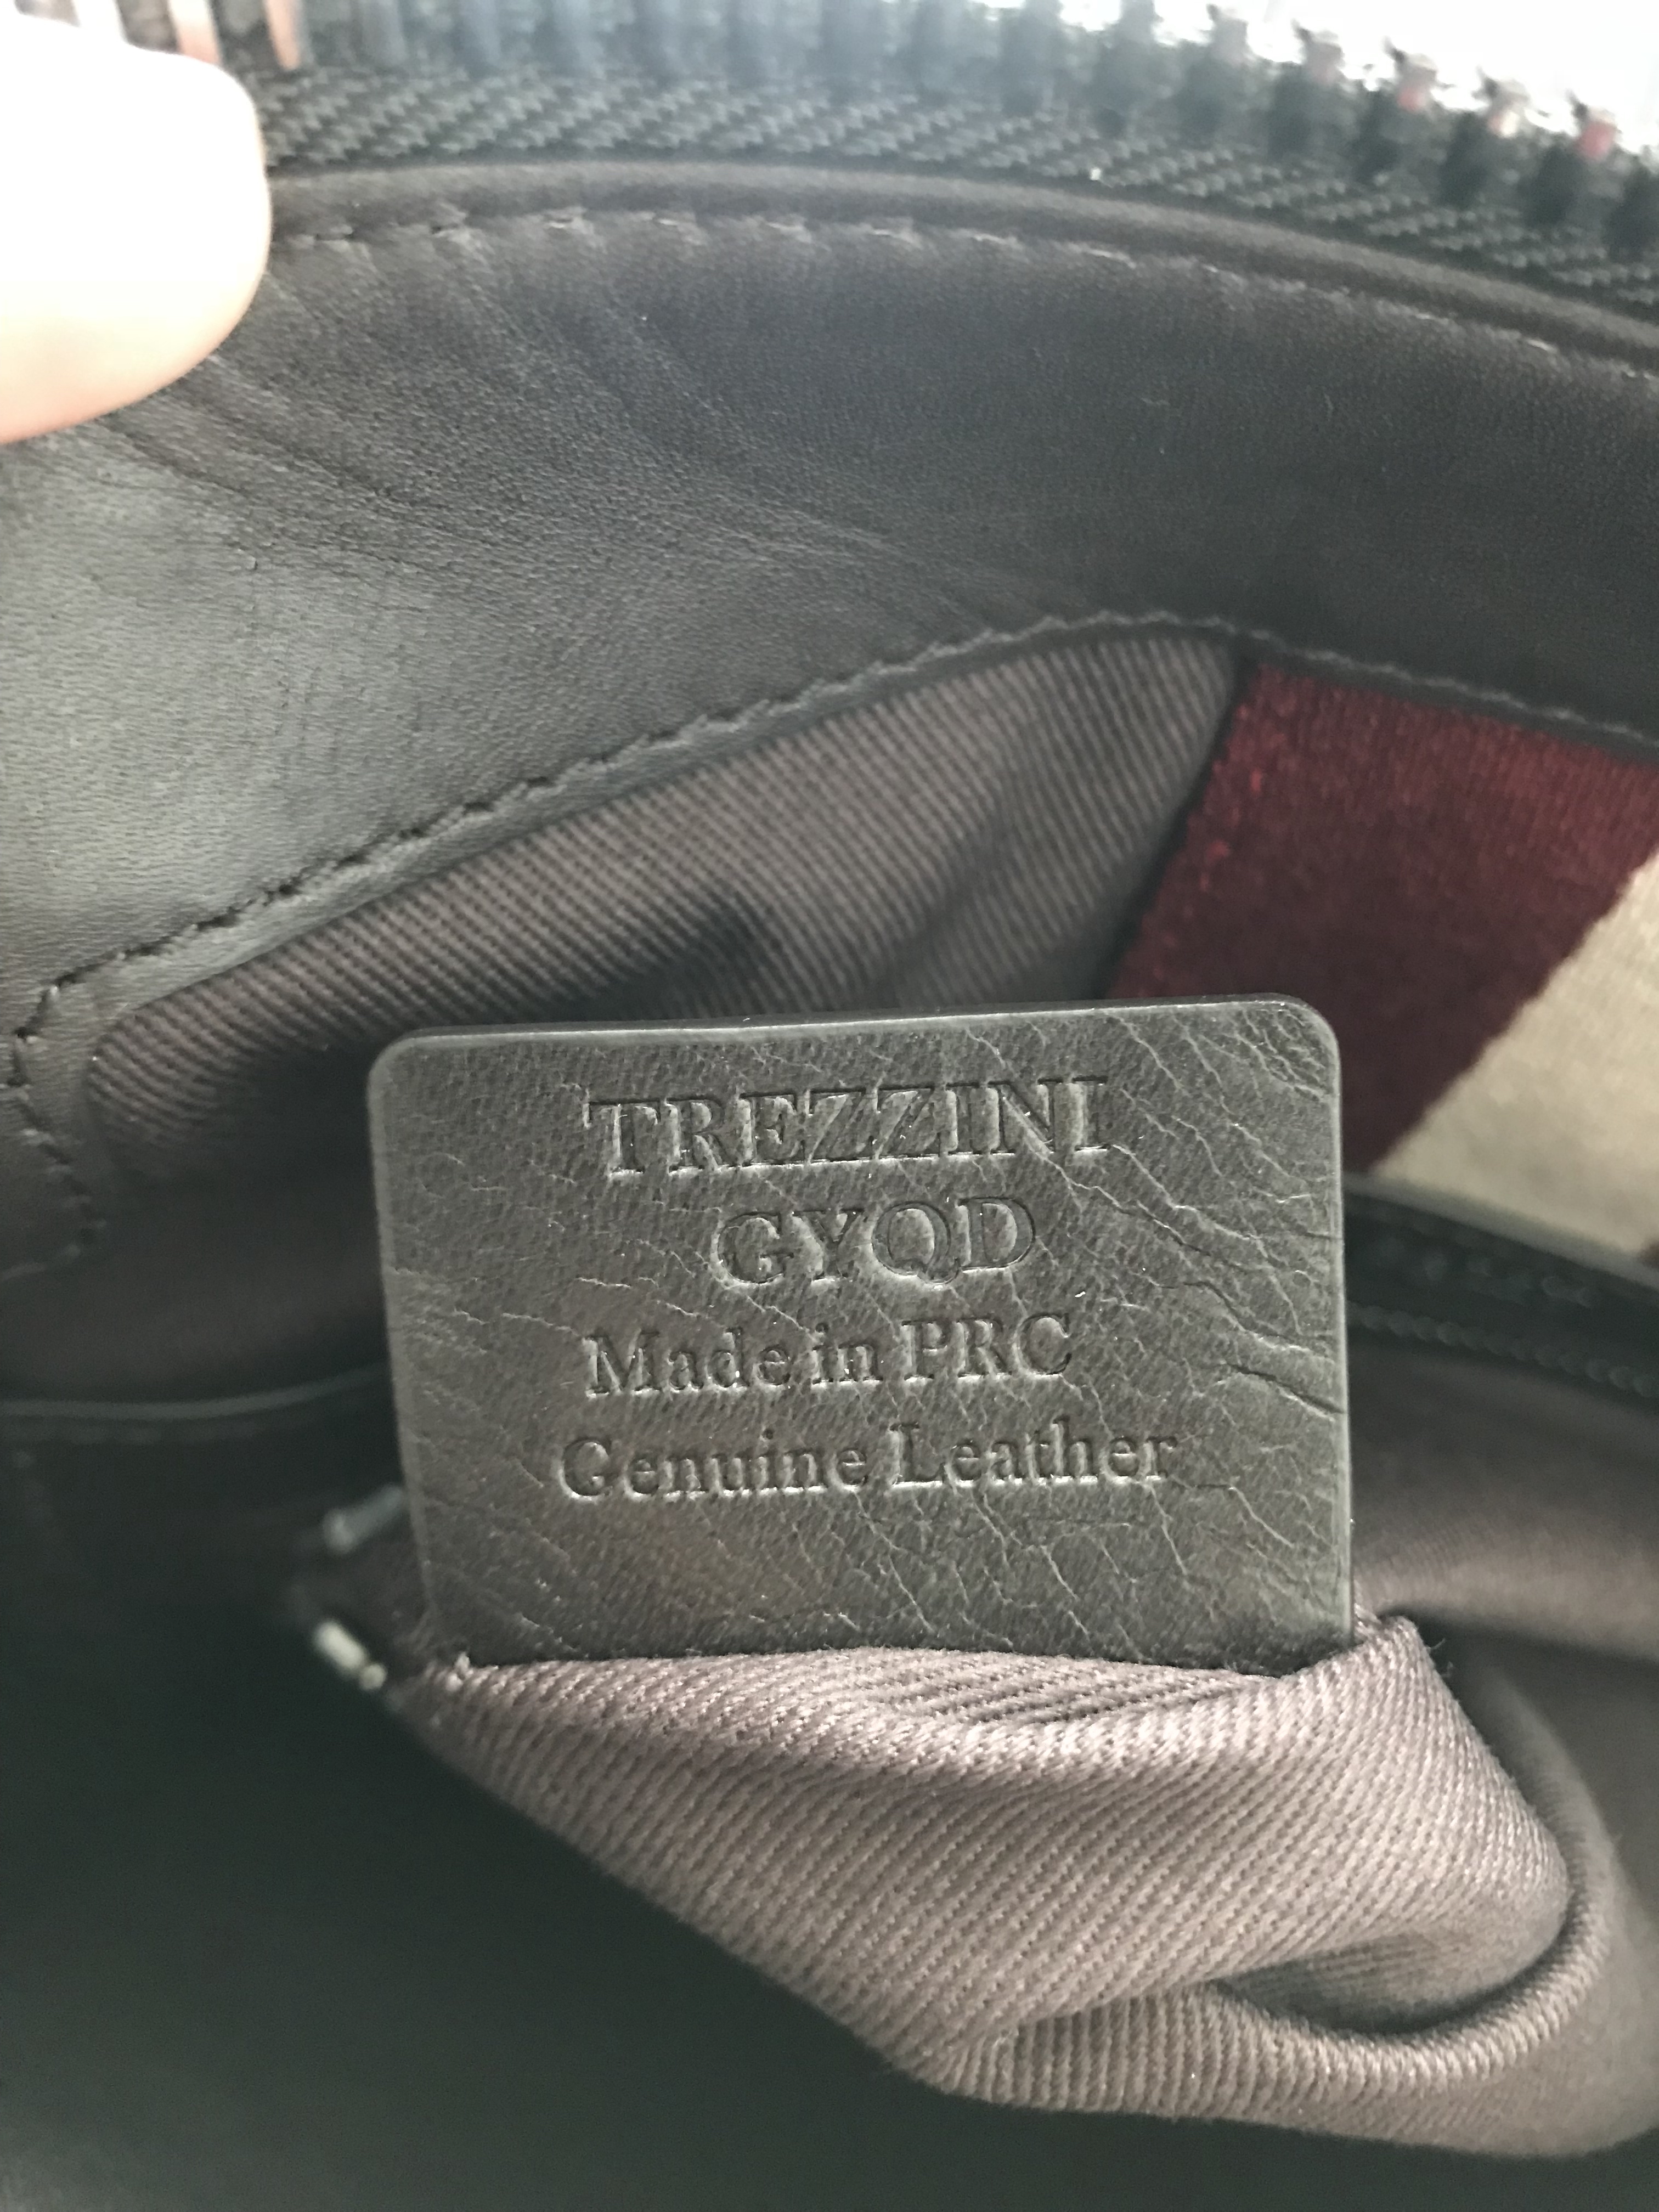 TREZZINI
GYQD
Made in PRC
Genuine Leather